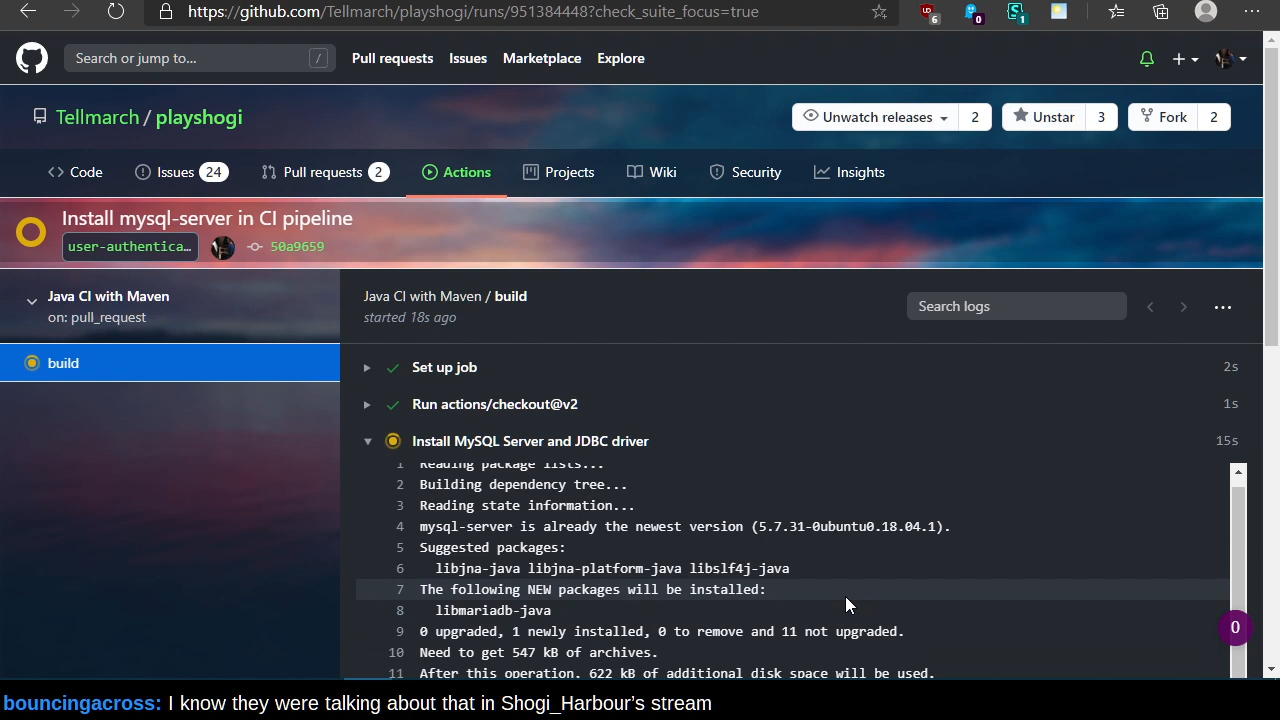 https://github.com/Tellmarch/playshogi/runs/951384448?check_suite_focus=true
6
0
1
Search or jump to...
/
Pull requests
Issues
Marketplace
Explore
Tellmarch / playshogi
Unwatch releases
2
Unstar
3
Fork
2
Code
Issues
24
Pull requests
2
Actions
Projects
Wiki
Security
Insights
Install mysql-server in CI pipeline
user-authentica…
50a9659
Java CI with Maven
on: pull_request
build
Java CI with Maven / build
started 18s ago
Search logs
Set up job
2s
Run actions/checkout@v2
1s
Install MySQL Server and JDBC driver
15s
1 Reading package lists...
2 Building dependency tree...
3 Reading state information...
4 mysql-server is already the newest version (5.7.31-0ubuntu0.18.04.1).
5 Suggested packages:
6 libjna-java libjna-platform-java libslf4j-java
7 The following NEW packages will be installed:
8 libmariadb-java
9 0 upgraded, 1 newly installed, 0 to remove and 11 not upgraded.
10 Need to get 547 kB of archives.
11 After this operation, 622 kB of additional disk space will be used.
0
bouncingacross: I know they were talking about that in Shogi_Harbour’s stream